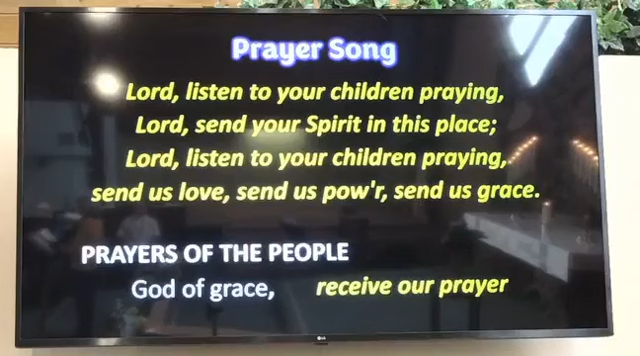 Prayer Song
Lord, listen to your children praying,
Lord, send your Spirit in this place;
Lord, listen to your children praying,
send us love, send us pow'r, send us grace.
PRAYERS OF THE PEOPLE
God of grace, receive our prayer
LG